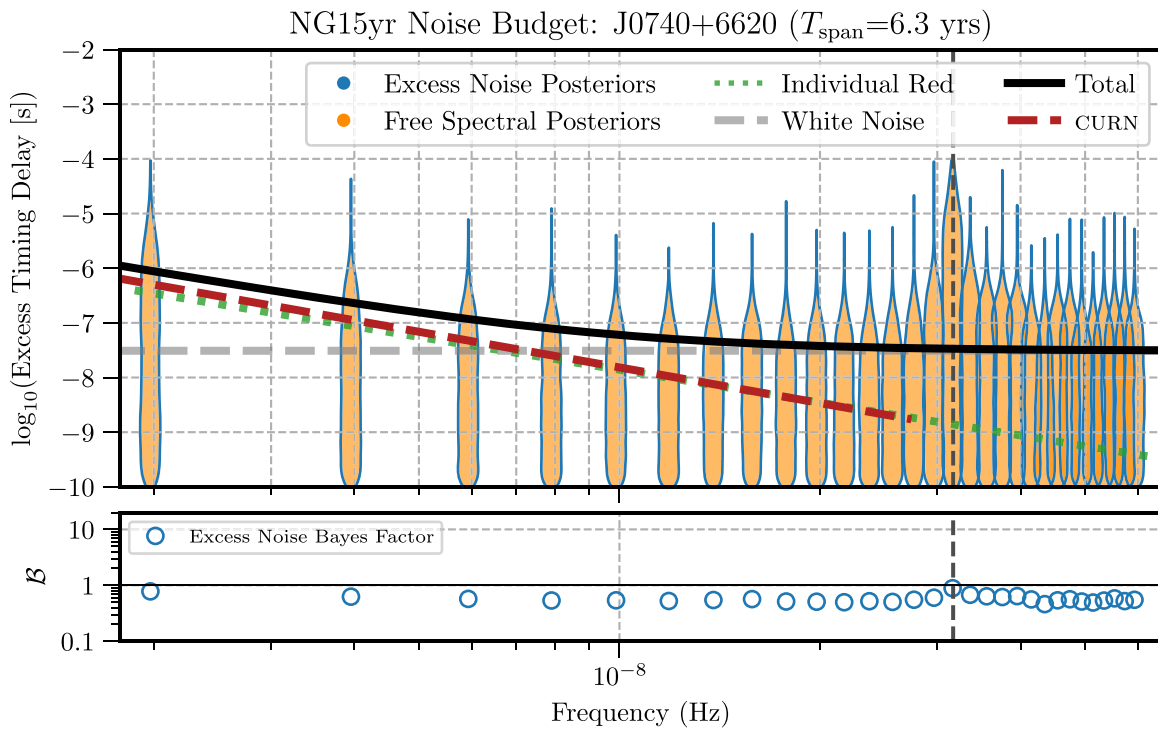 NG15yr Noise Budget: J0740+6620 (T_span=6.3 yrs)
Excess Noise Posteriors
Free Spectral Posteriors
Individual Red
White Noise
Total
CURN
log₁₀(Excess Timing Delay [s])
−2
−3
−4
−5
−6
−7
−8
−9
−10
Excess Noise Bayes Factor
ℬ
10
1
0.1
10⁻⁸
Frequency (Hz)